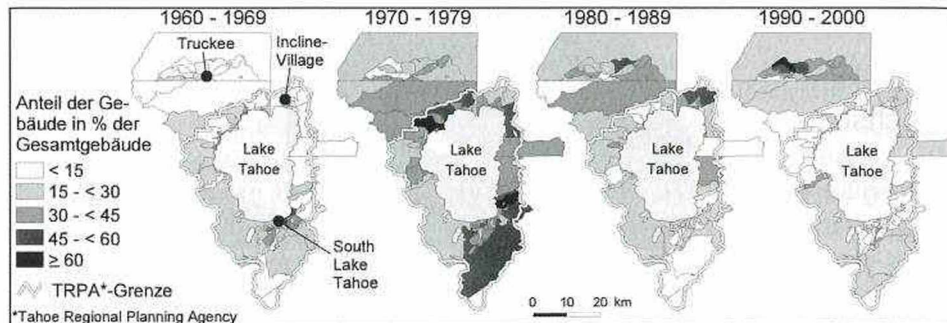 1960 - 1969
1970 - 1979
1980 - 1989
1990 - 2000
Truckee
Incline-
Village
Anteil der Ge-
bäude in % der
Gesamtgebäude
< 15
15 - < 30
30 - < 45
45 - < 60
≥ 60
TRPA*-Grenze
*Tahoe Regional Planning Agency
Lake
Tahoe
South
Lake
Tahoe
Lake
Tahoe
Lake
Tahoe
Lake
Tahoe
0 10 20 km